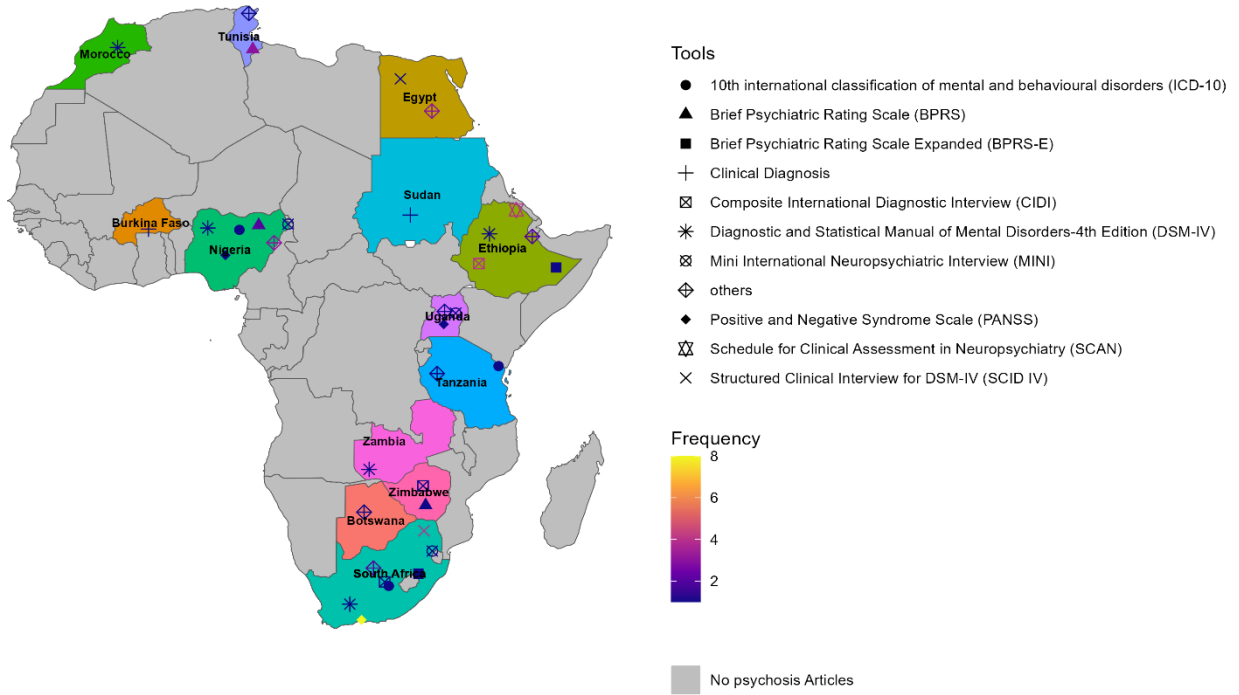 Tunisia
Morocco
Egypt
Sudan
Burkina Faso
Nigeria
Ethiopia
Uganda
Tanzania
Zambia
Zimbabwe
Botswana
South Africa
Tools
10th international classification of mental and behavioural disorders (ICD-10)
Brief Psychiatric Rating Scale (BPRS)
Brief Psychiatric Rating Scale Expanded (BPRS-E)
Clinical Diagnosis
Composite International Diagnostic Interview (CIDI)
Diagnostic and Statistical Manual of Mental Disorders-4th Edition (DSM-IV)
Mini International Neuropsychiatric Interview (MINI)
others
Positive and Negative Syndrome Scale (PANSS)
Schedule for Clinical Assessment in Neuropsychiatry (SCAN)
Structured Clinical Interview for DSM-IV (SCID IV)
Frequency
8
6
4
2
No psychosis Articles